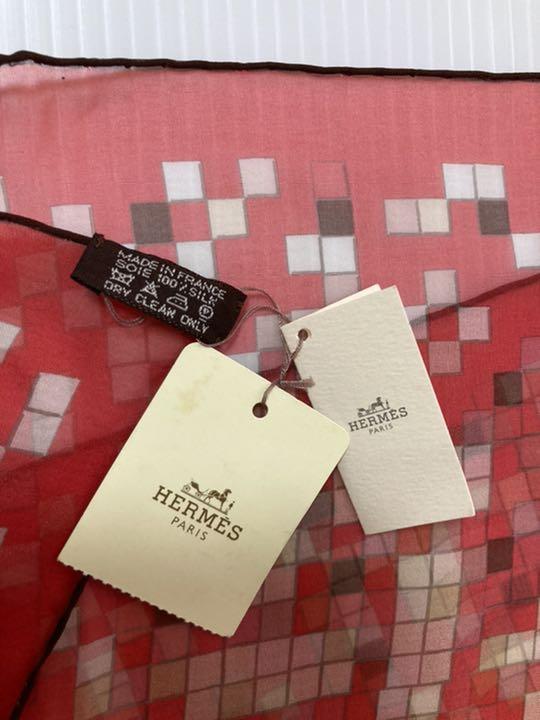 MADE IN FRANCE
SOIE 100% SILK
DRY CLEAN ONLY
HERMÈS
PARIS
HERMÈS
PARIS